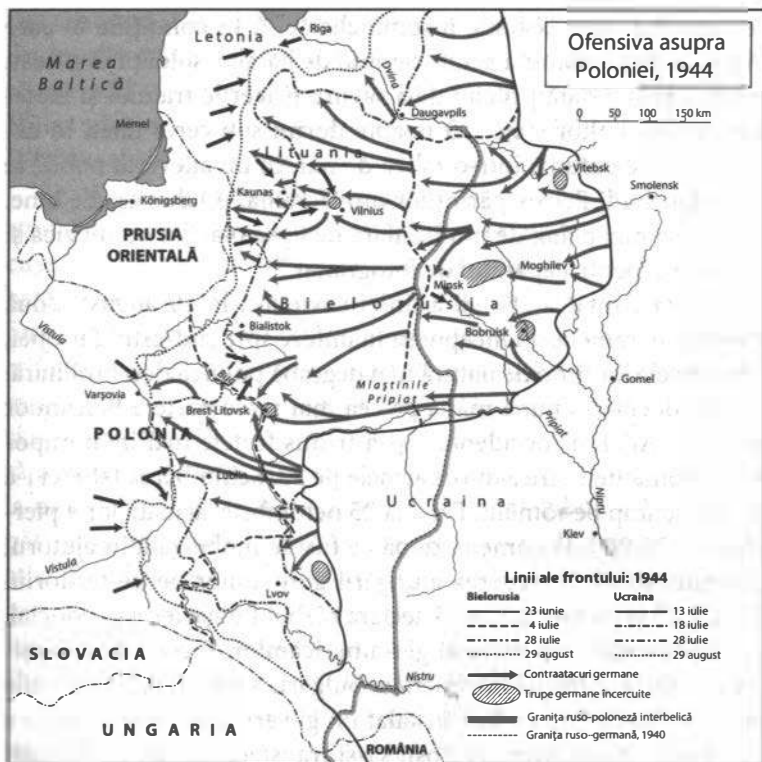 Ofensiva asupra
Poloniei, 1944
0 50 100 150 km
Letonia
Riga
Marea
Baltică
Dvina
Daugavpils
Memel
Lituania
Vitebsk
Smolensk
Kaunas
Vilnius
Königsberg
PRUSIA
ORIENTALĂ
Moghilev
Minsk
Belorusia
Vistula
Bialistok
Bobruisk
Gomel
Varșovia
Mlaștinile
Pripiat
Brest-Litovsk
Pripiat
POLONIA
Ucraina
Nipru
Kiev
Vistula
Lvov
Nistru
SLOVACIA
UNGARIA
ROMÂNIA
Linii ale frontului: 1944
Bielorusia Ucraina
23 iunie 13 iulie
4 iulie 18 iulie
28 iulie 28 iulie
29 august 29 august
Contraatacuri germane
Trupe germane încercuite
Granița ruso-poloneză interbelică
Granița ruso-germană, 1940